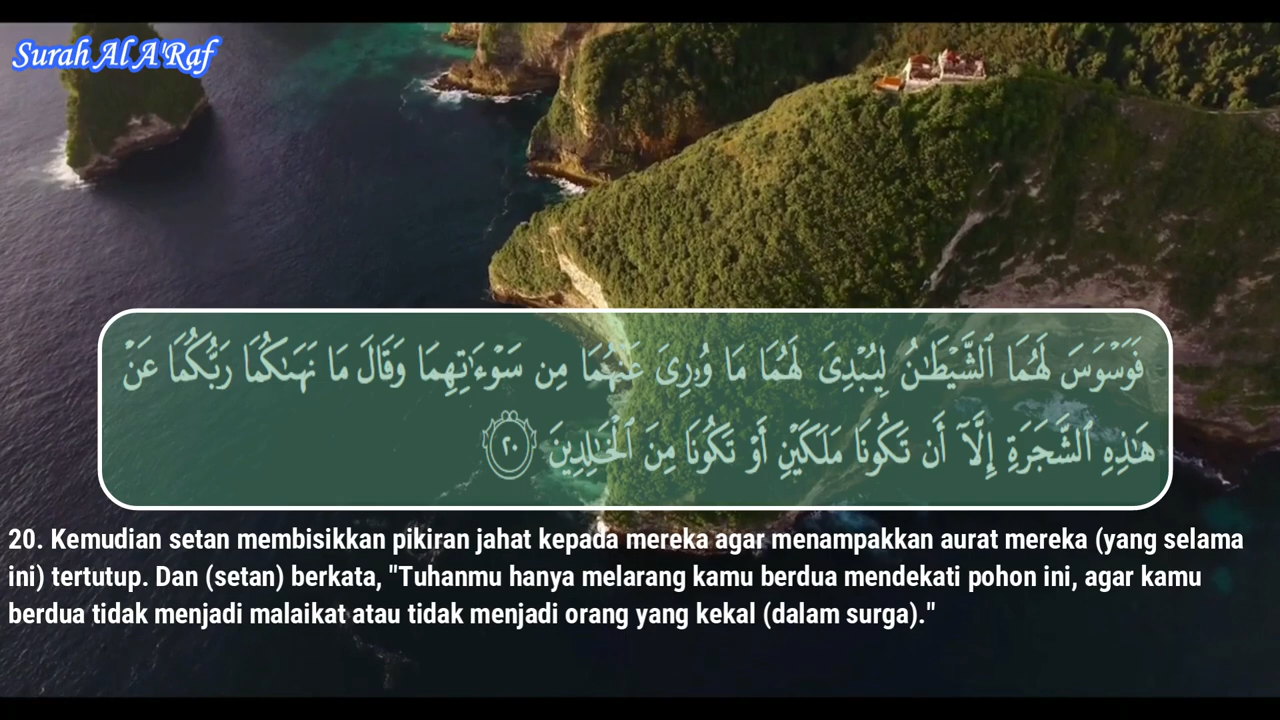 Surah Al A'Raf
فَوَسْوَسَ لَهُمَا ٱلشَّيْطَٰنُ لِيُبْدِىَ لَهُمَا مَا وُۥرِىَ عَنْهُمَا مِن سَوْءَٰتِهِمَا وَقَالَ مَا نَهَىٰكُمَا رَبُّكُمَا عَنْ
هَٰذِهِ ٱلشَّجَرَةِ إِلَّآ أَن تَكُونَا مَلَكَيْنِ أَوْ تَكُونَا مِنَ ٱلْخَٰلِدِينَ ٢٠
20. Kemudian setan membisikkan pikiran jahat kepada mereka agar menampakkan aurat mereka (yang selama
ini) tertutup. Dan (setan) berkata, "Tuhanmu hanya melarang kamu berdua mendekati pohon ini, agar kamu
berdua tidak menjadi malaikat atau tidak menjadi orang yang kekal (dalam surga)."